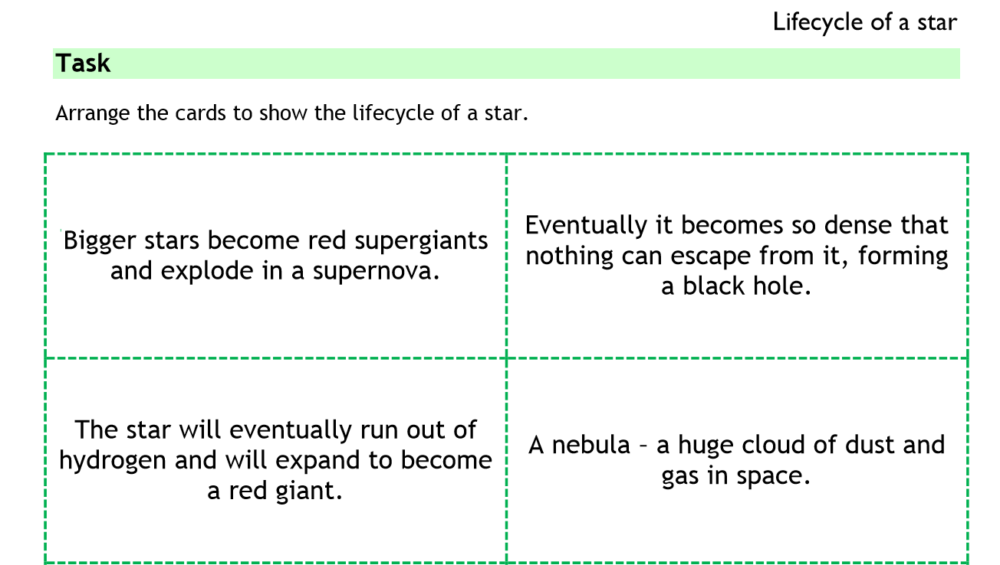 Lifecycle of a star
Task
Arrange the cards to show the lifecycle of a star.
Bigger stars become red supergiants
and explode in a supernova.
Eventually it becomes so dense that
nothing can escape from it, forming
a black hole.
The star will eventually run out of
hydrogen and will expand to become
a red giant.
A nebula – a huge cloud of dust and
gas in space.